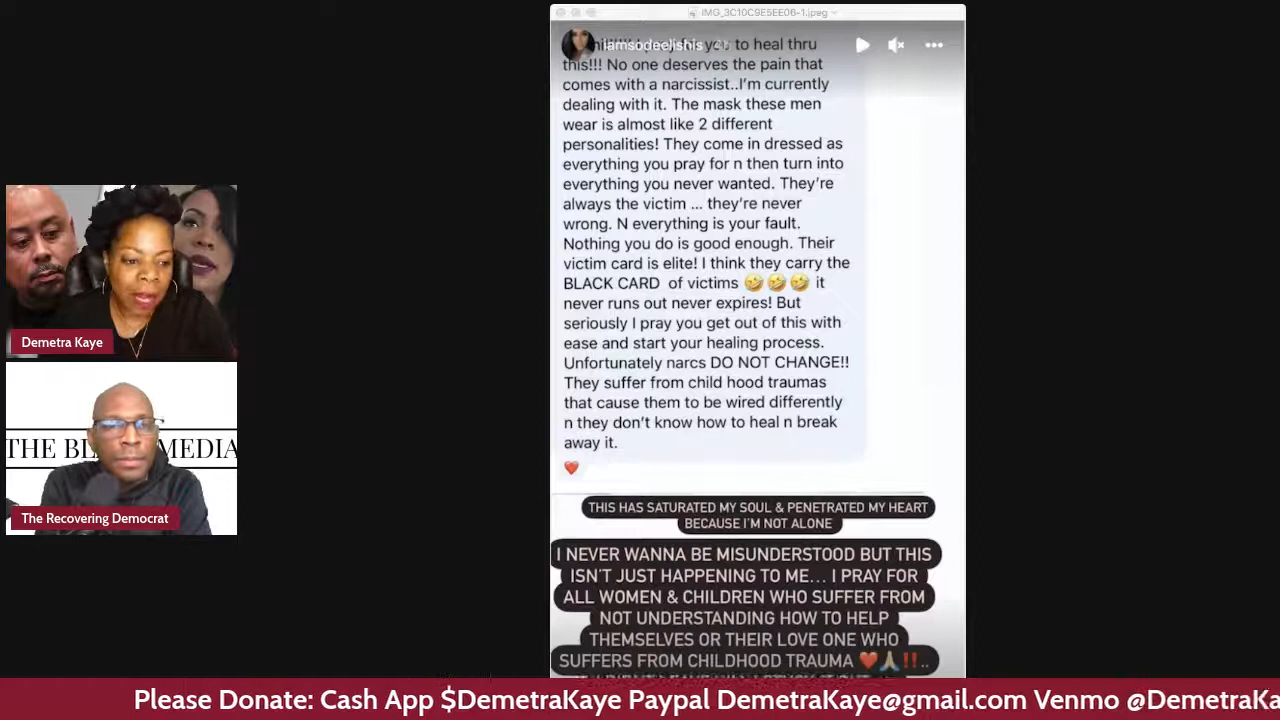 IMG_3C10C9E5EE06-1.jpeg
iamsodeelishis
you to heal thru
this!!! No one deserves the pain that
comes with a narcissist..I'm currently
dealing with it. The mask these men
wear is almost like 2 different
personalities! They come in dressed as
everything you pray for n then turn into
everything you never wanted. They're
always the victim ... they're never
wrong. N everything is your fault.
Nothing you do is good enough. Their
victim card is elite! I think they carry the
BLACK CARD of victims 🤣🤣🤣 it
never runs out never expires! But
seriously I pray you get out of this with
ease and start your healing process.
Unfortunately narcs DO NOT CHANGE!!
They suffer from child hood traumas
that cause them to be wired differently
n they don't know how to heal n break
away it.
❤️
THIS HAS SATURATED MY SOUL & PENETRATED MY HEART
BECAUSE I'M NOT ALONE
I NEVER WANNA BE MISUNDERSTOOD BUT THIS
ISN'T JUST HAPPENING TO ME... I PRAY FOR
ALL WOMEN & CHILDREN WHO SUFFER FROM
NOT UNDERSTANDING HOW TO HELP
THEMSELVES OR THEIR LOVE ONE WHO
SUFFERS FROM CHILDHOOD TRAUMA ❤️🙏🏽‼️..
Demetra Kaye
THE BL MEDIA
The Recovering Democrat
Please Donate: Cash App $DemetraKaye Paypal DemetraKaye@gmail.com Venmo @DemetraKa